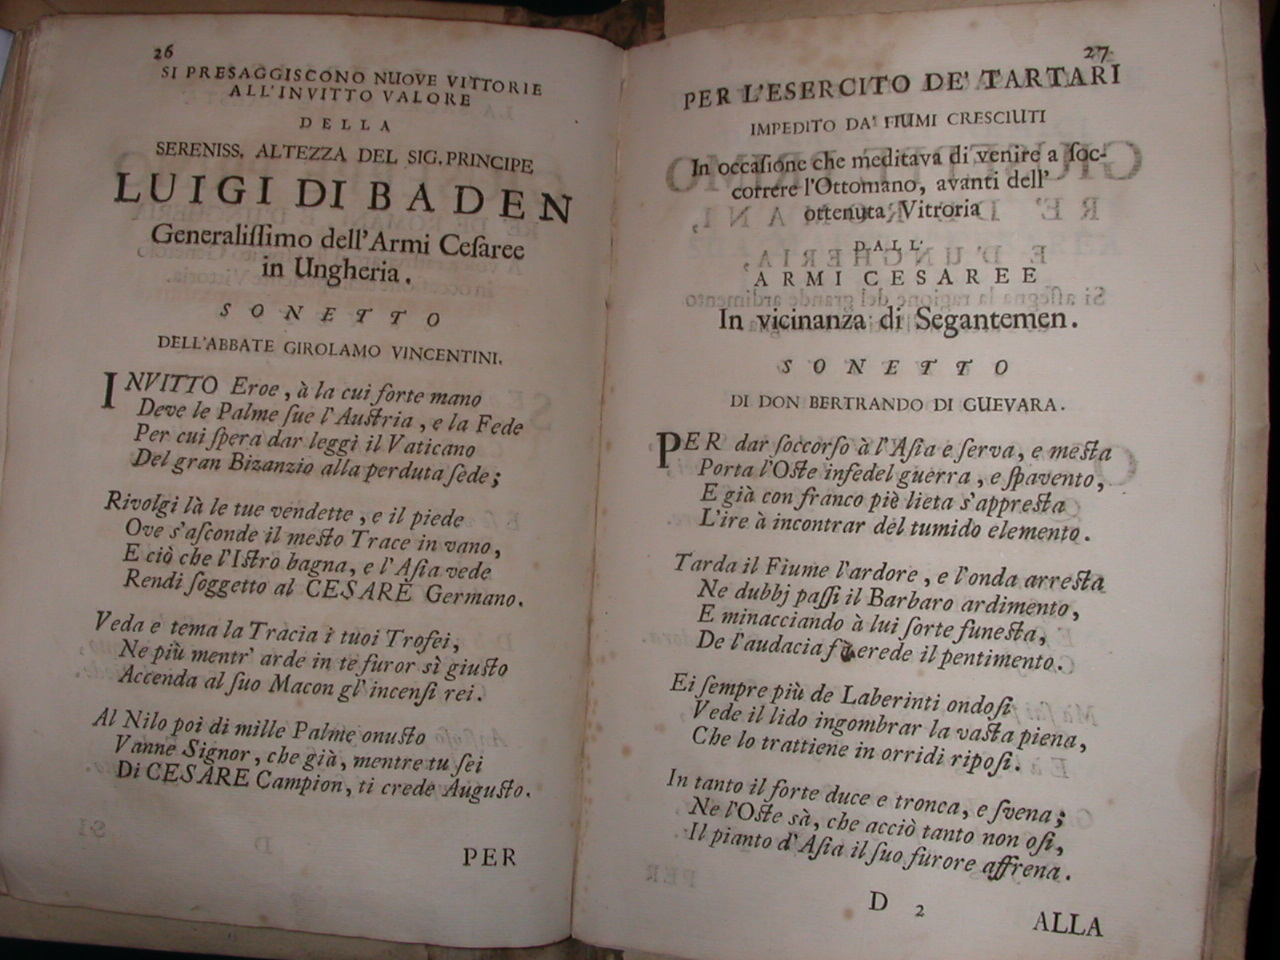 26
SI PRESAGGISCONO NUOVE VITTORIE
ALL'INVITTO VALORE
DELLA
SERENISS. ALTEZZA DEL SIG. PRINCIPE
LUIGI DI BADEN
Generaliſſimo dell'Armi Ceſaree
in Ungheria.
SONETTO
DELL'ABBATE GIROLAMO VINCENTINI.
INVITTO Eroe, à la cui forte mano
Deve le Palme ſue l'Auſtria, e la Fede
Per cui ſpera dar leggi il Vaticano
Del gran Bizanzio alla perduta ſede;
Rivolgi là le tue vendette, e il piede
Ove s'aſconde il meſto Trace in vano,
E ciò che l'Iſtro bagna, e l'Aſia vede
Rendi ſoggetto al CESARE Germano.
Veda e tema la Tracia i tuoi Trofei,
Ne più mentr' arde in te furor sì giuſto
Accenda al ſuo Macon gl'incenſi rei.
Al Nilo poi di mille Palme onuſto
Vanne Signor, che già, mentre tu ſei
Di CESARE Campion, ti crede Auguſto.
PER
27
PER L'ESERCITO DE' TARTARI
IMPEDITO DA' FIUMI CRESCIUTI
In occaſione che meditava di venire a ſoc-
correre l'Ottomano, avanti dell'
ottenuta Vittoria
DALL'
ARMI CESAREE
In vicinanza di Segantemen.
SONETTO
DI DON BERTRANDO DI GUEVARA.
PER dar ſoccorſo à l'Aſia e ſerva, e meſta
Porta l'Oſte infedel guerra, e ſpavento,
E già con franco piè lieta s'appreſta
L'ire à incontrar del tumido elemento.
Tarda il Fiume l'ardore, e l'onda arreſta
Ne dubbj paſſi il Barbaro ardimento,
E minacciando à lui ſorte funeſta,
De l'audacia erede il pentimento.
Ei ſempre più de Laberinti ondoſi
Vede il lido ingombrar la vaſta piena,
Che lo trattiene in orridi ripoſi.
In tanto il forte duce e tronca, e ſvena;
Ne l'Oſte sà, che acciò tanto non oſi,
Il pianto d'Aſia il ſuo furore affrena.
D 2
ALLA